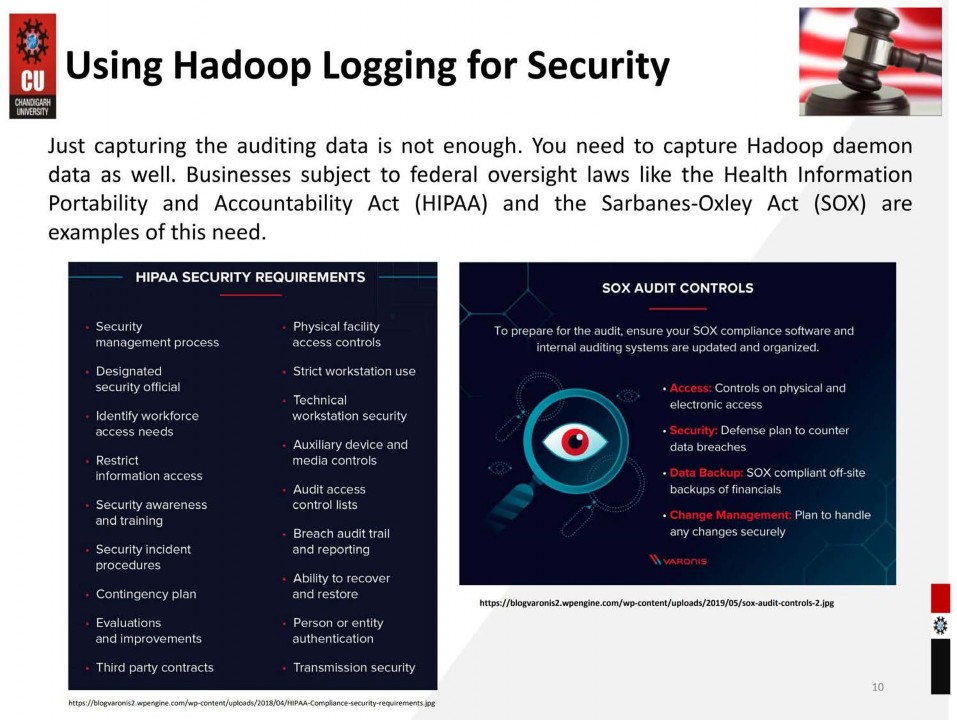 CU
CHANDIGARH
UNIVERSITY
Using Hadoop Logging for Security
Just capturing the auditing data is not enough. You need to capture Hadoop daemon
data as well. Businesses subject to federal oversight laws like the Health Information
Portability and Accountability Act (HIPAA) and the Sarbanes-Oxley Act (SOX) are
examples of this need.
HIPAA SECURITY REQUIREMENTS
• Security
management process
• Designated
security official
• Identify workforce
access needs
• Restrict
information access
• Security awareness
and training
• Security incident
procedures
• Contingency plan
• Evaluations
and improvements
• Third party contracts
• Physical facility
access controls
• Strict workstation use
• Technical
workstation security
• Auxiliary device and
media controls
• Audit access
control lists
• Breach audit trail
and reporting
• Ability to recover
and restore
• Person or entity
authentication
• Transmission security
https://blogvaronis2.wpengine.com/wp-content/uploads/2018/04/HIPAA-Compliance-security-requirements.jpg
SOX AUDIT CONTROLS
To prepare for the audit, ensure your SOX compliance software and
internal auditing systems are updated and organized.
• Access: Controls on physical and
electronic access
• Security: Defense plan to counter
data breaches
• Data Backup: SOX compliant off-site
backups of financials
• Change Management: Plan to handle
any changes securely
VARONIS
https://blogvaronis2.wpengine.com/wp-content/uploads/2019/05/sox-audit-controls-2.jpg
10